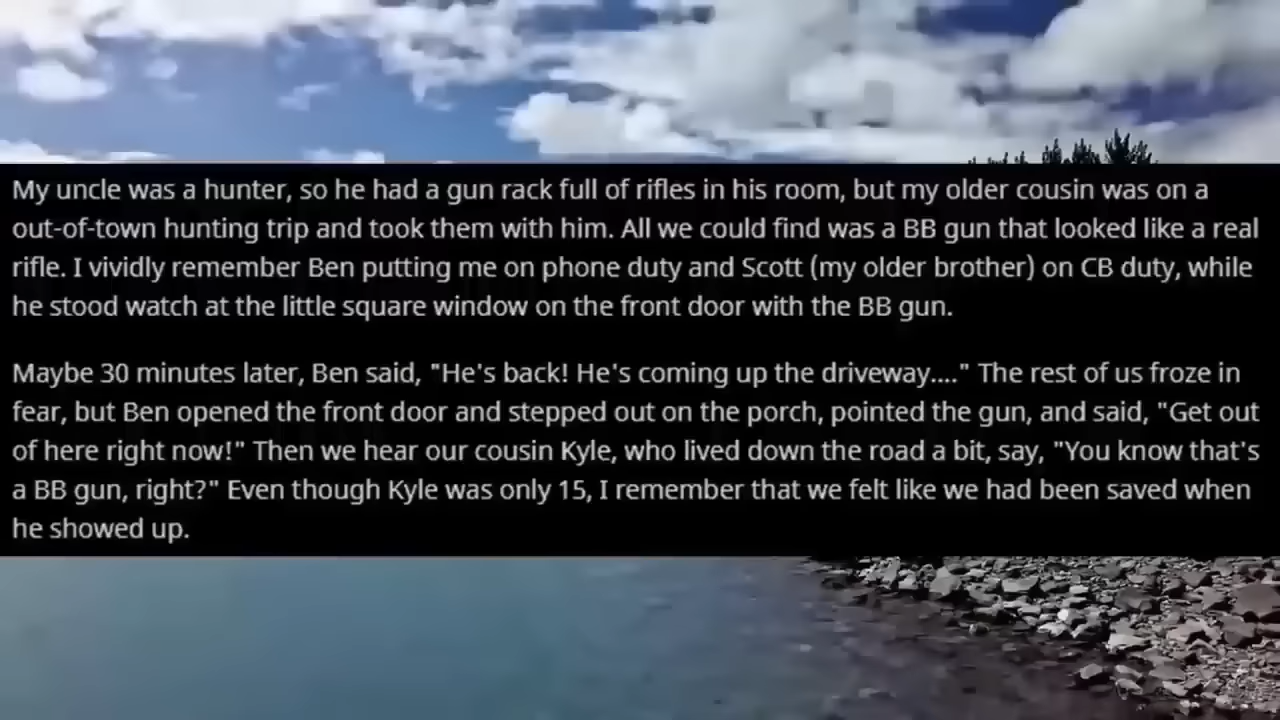 My uncle was a hunter, so he had a gun rack full of rifles in his room, but my older cousin was on a
out-of-town hunting trip and took them with him. All we could find was a BB gun that looked like a real
rifle. I vividly remember Ben putting me on phone duty and Scott (my older brother) on CB duty, while
he stood watch at the little square window on the front door with the BB gun.
Maybe 30 minutes later, Ben said, "He's back! He's coming up the driveway...." The rest of us froze in
fear, but Ben opened the front door and stepped out on the porch, pointed the gun, and said, "Get out
of here right now!" Then we hear our cousin Kyle, who lived down the road a bit, say, "You know that's
a BB gun, right?" Even though Kyle was only 15, I remember that we felt like we had been saved when
he showed up.